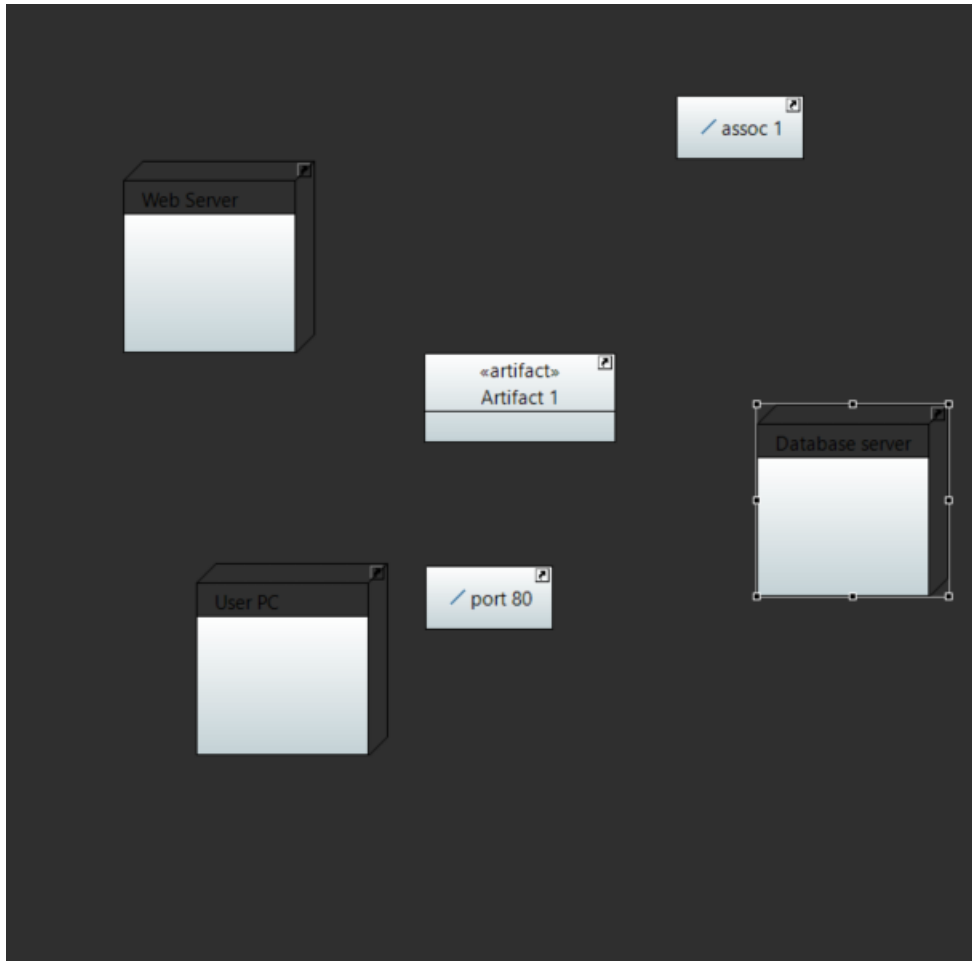 assoc 1
Web Server
«artifact»
Artifact 1
Database server
User PC
port 80